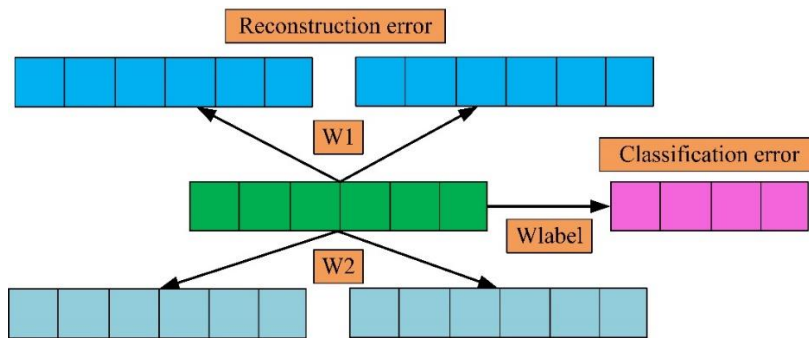 Reconstruction error
W1
Classification error
Wlabel
W2